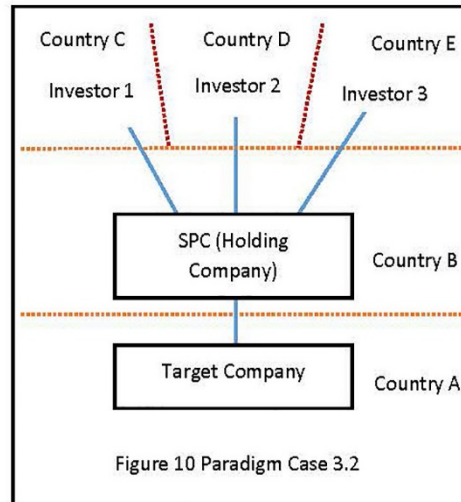 Country C
Country D
Country E
Investor 1
Investor 2
Investor 3
SPC (Holding
Company)
Country B
Target Company
Country A
Figure 10 Paradigm Case 3.2